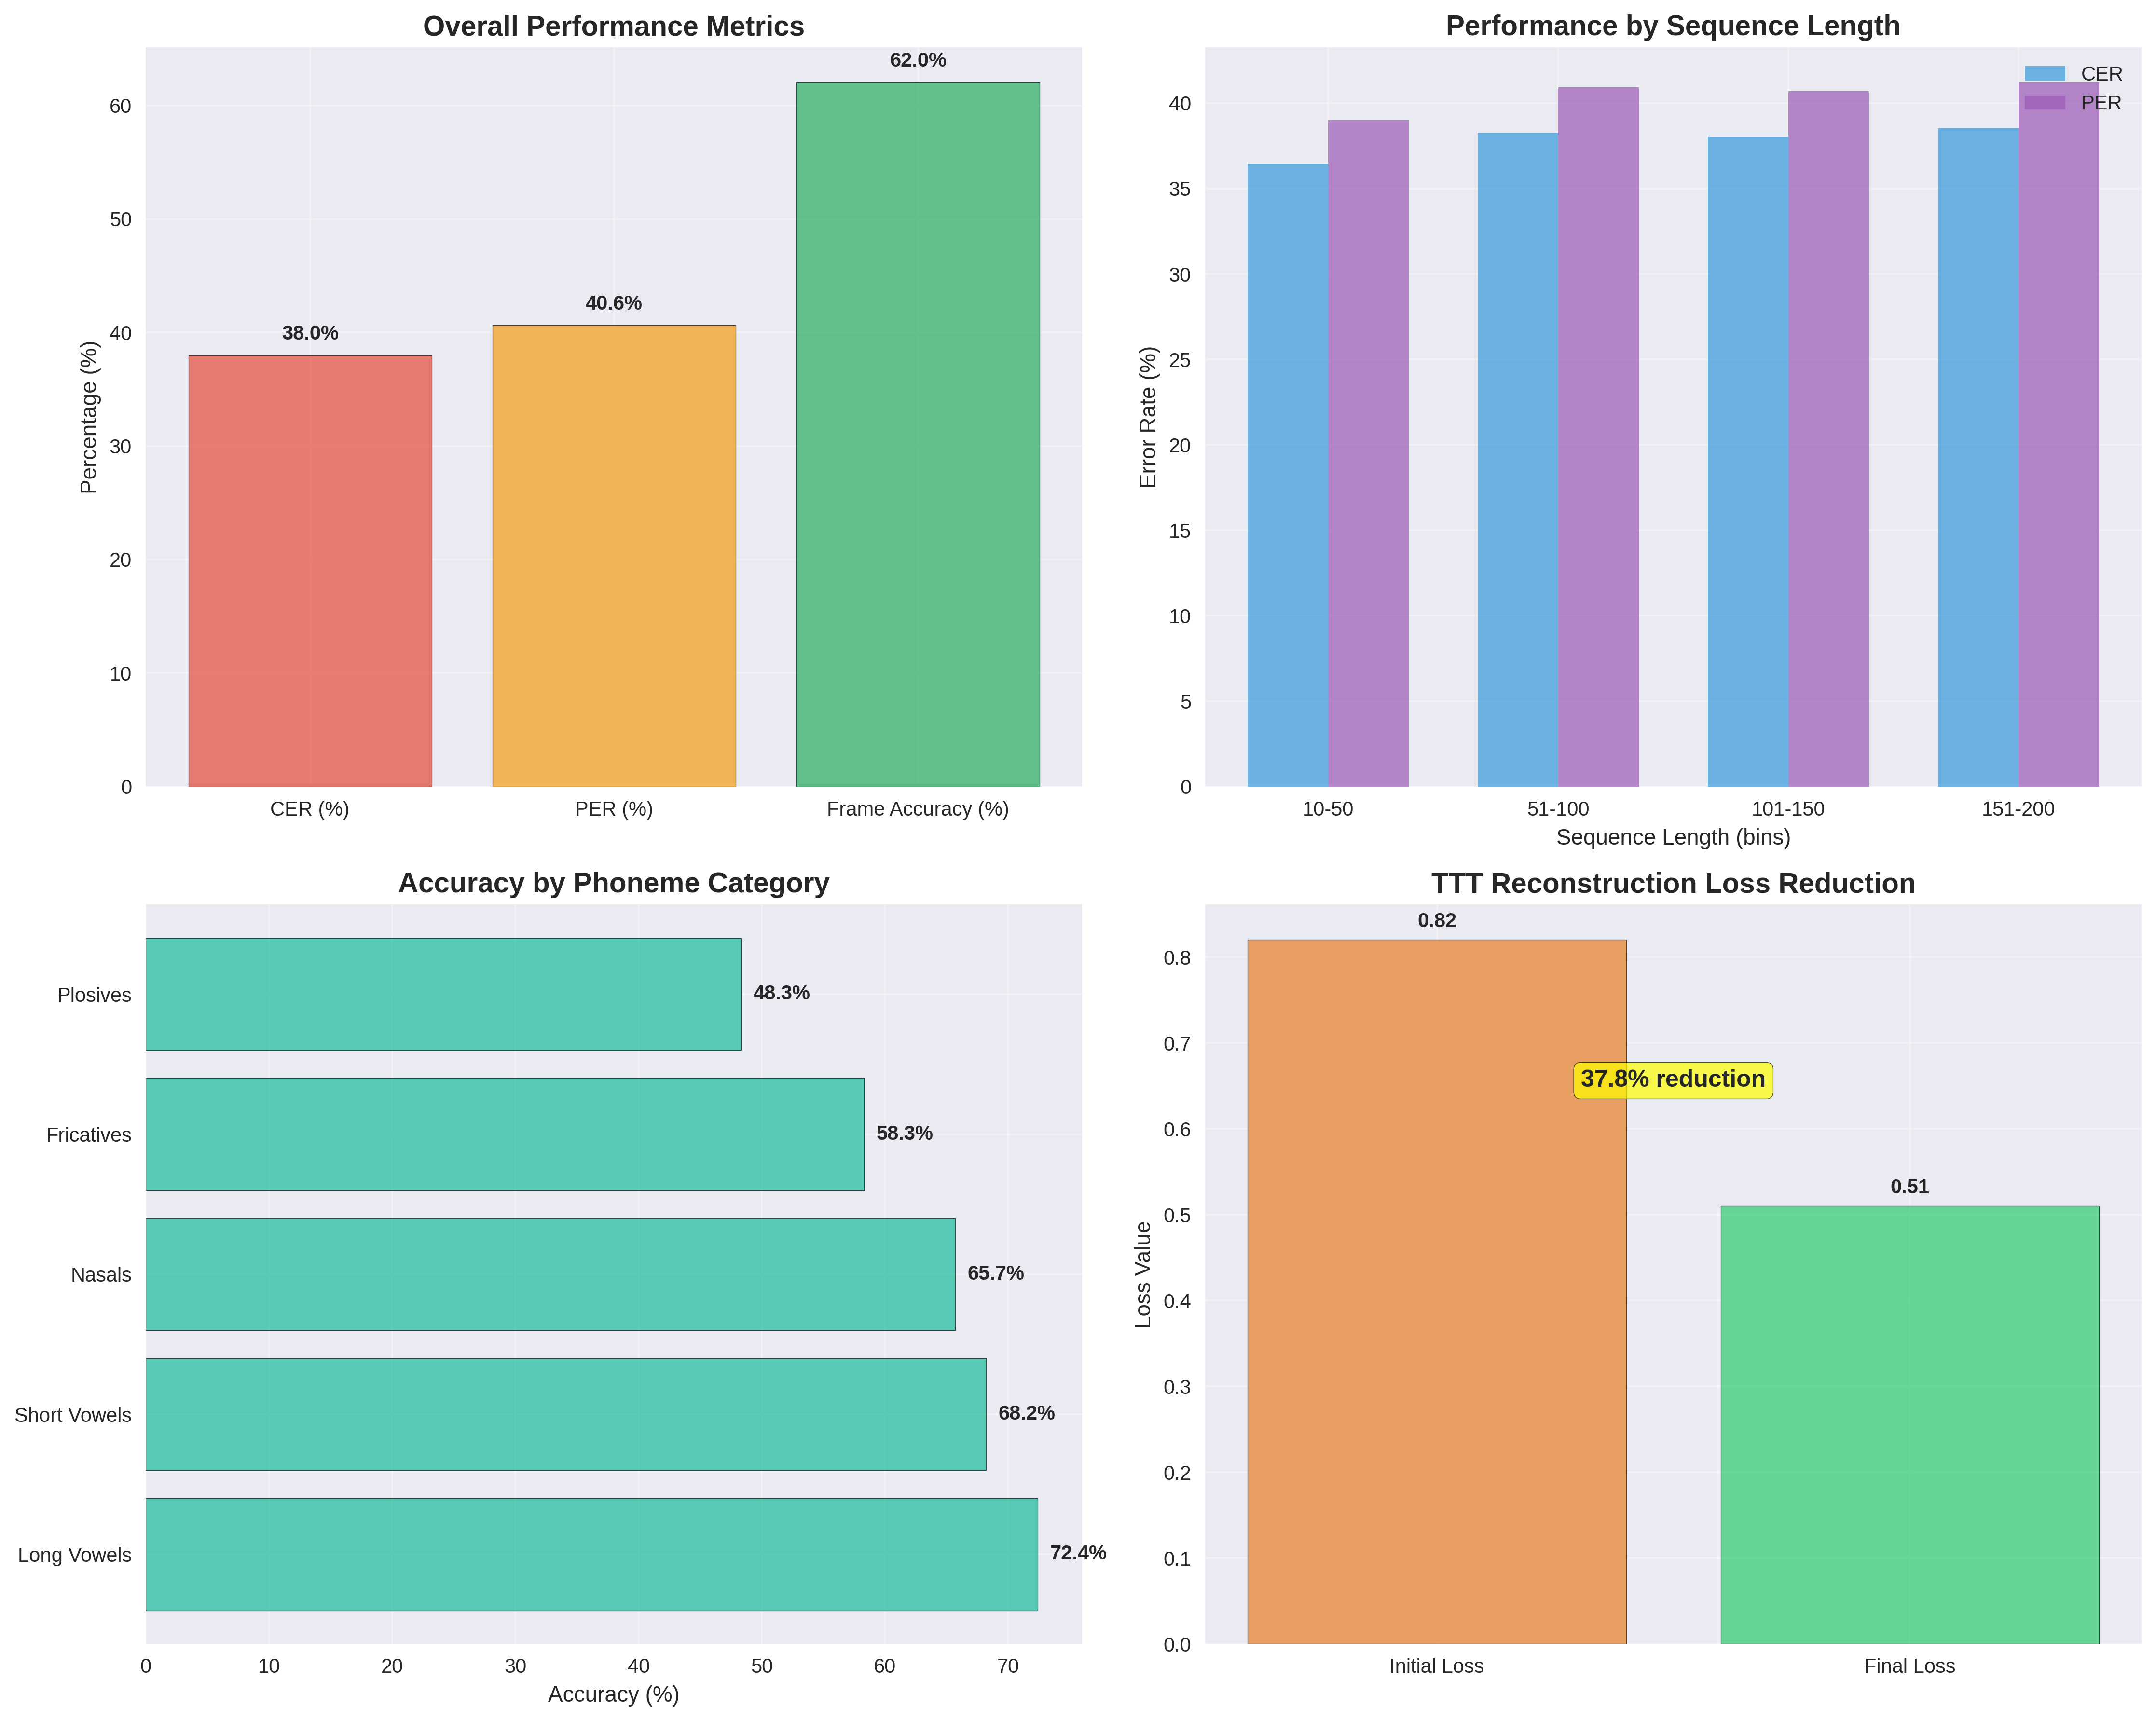 Overall Performance Metrics
Percentage (%)
60
50
40
30
20
10
0
38.0%
40.6%
62.0%
CER (%)
PER (%)
Frame Accuracy (%)
Performance by Sequence Length
Error Rate (%)
40
35
30
25
20
15
10
5
0
CER
PER
10-50
51-100
101-150
151-200
Sequence Length (bins)
Accuracy by Phoneme Category
Plosives
48.3%
Fricatives
58.3%
Nasals
65.7%
Short Vowels
68.2%
Long Vowels
72.4%
0
10
20
30
40
50
60
70
Accuracy (%)
TTT Reconstruction Loss Reduction
Loss Value
0.8
0.7
0.6
0.5
0.4
0.3
0.2
0.1
0.0
0.82
37.8% reduction
0.51
Initial Loss
Final Loss